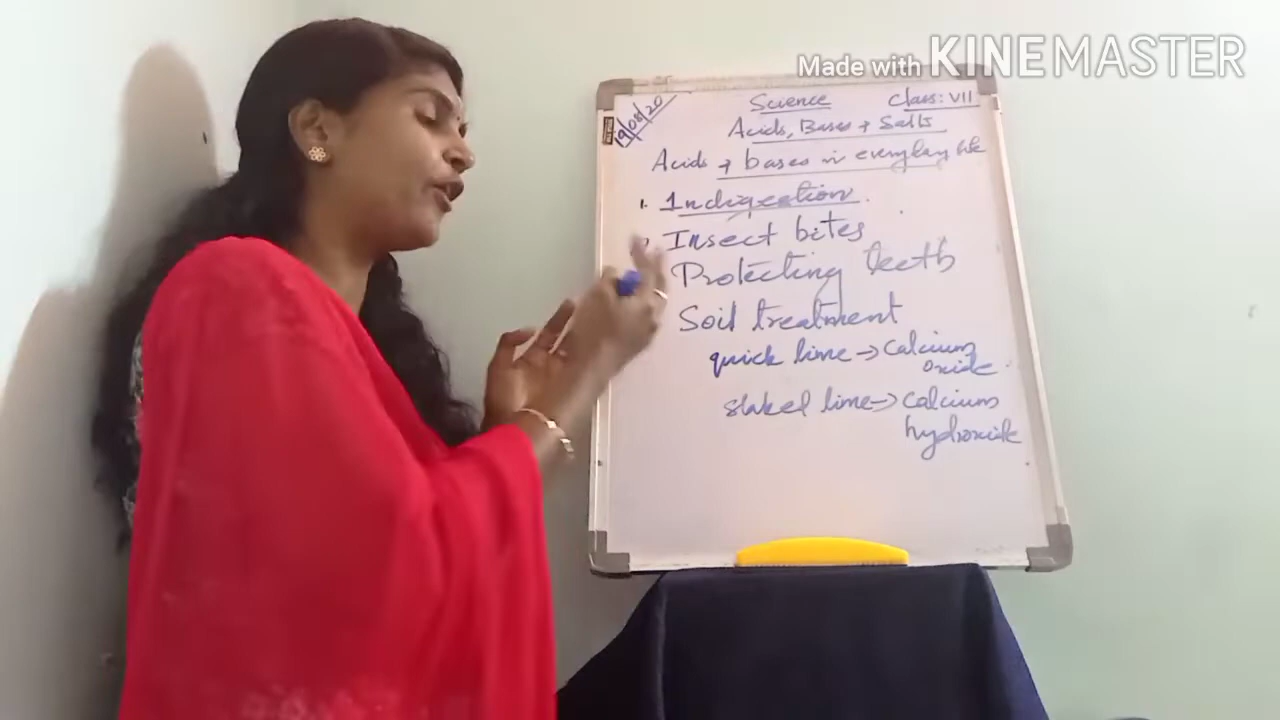 Made with KINEMASTER
19/08/20
Science Class: VII
Acids, Bases + Salts
Acids + bases in everyday life
1. Indigestion.
Insect bites
Protecting teeth
Soil treatment
quick lime → Calcium
oxide.
slaked lime → Calcium
hydroxide